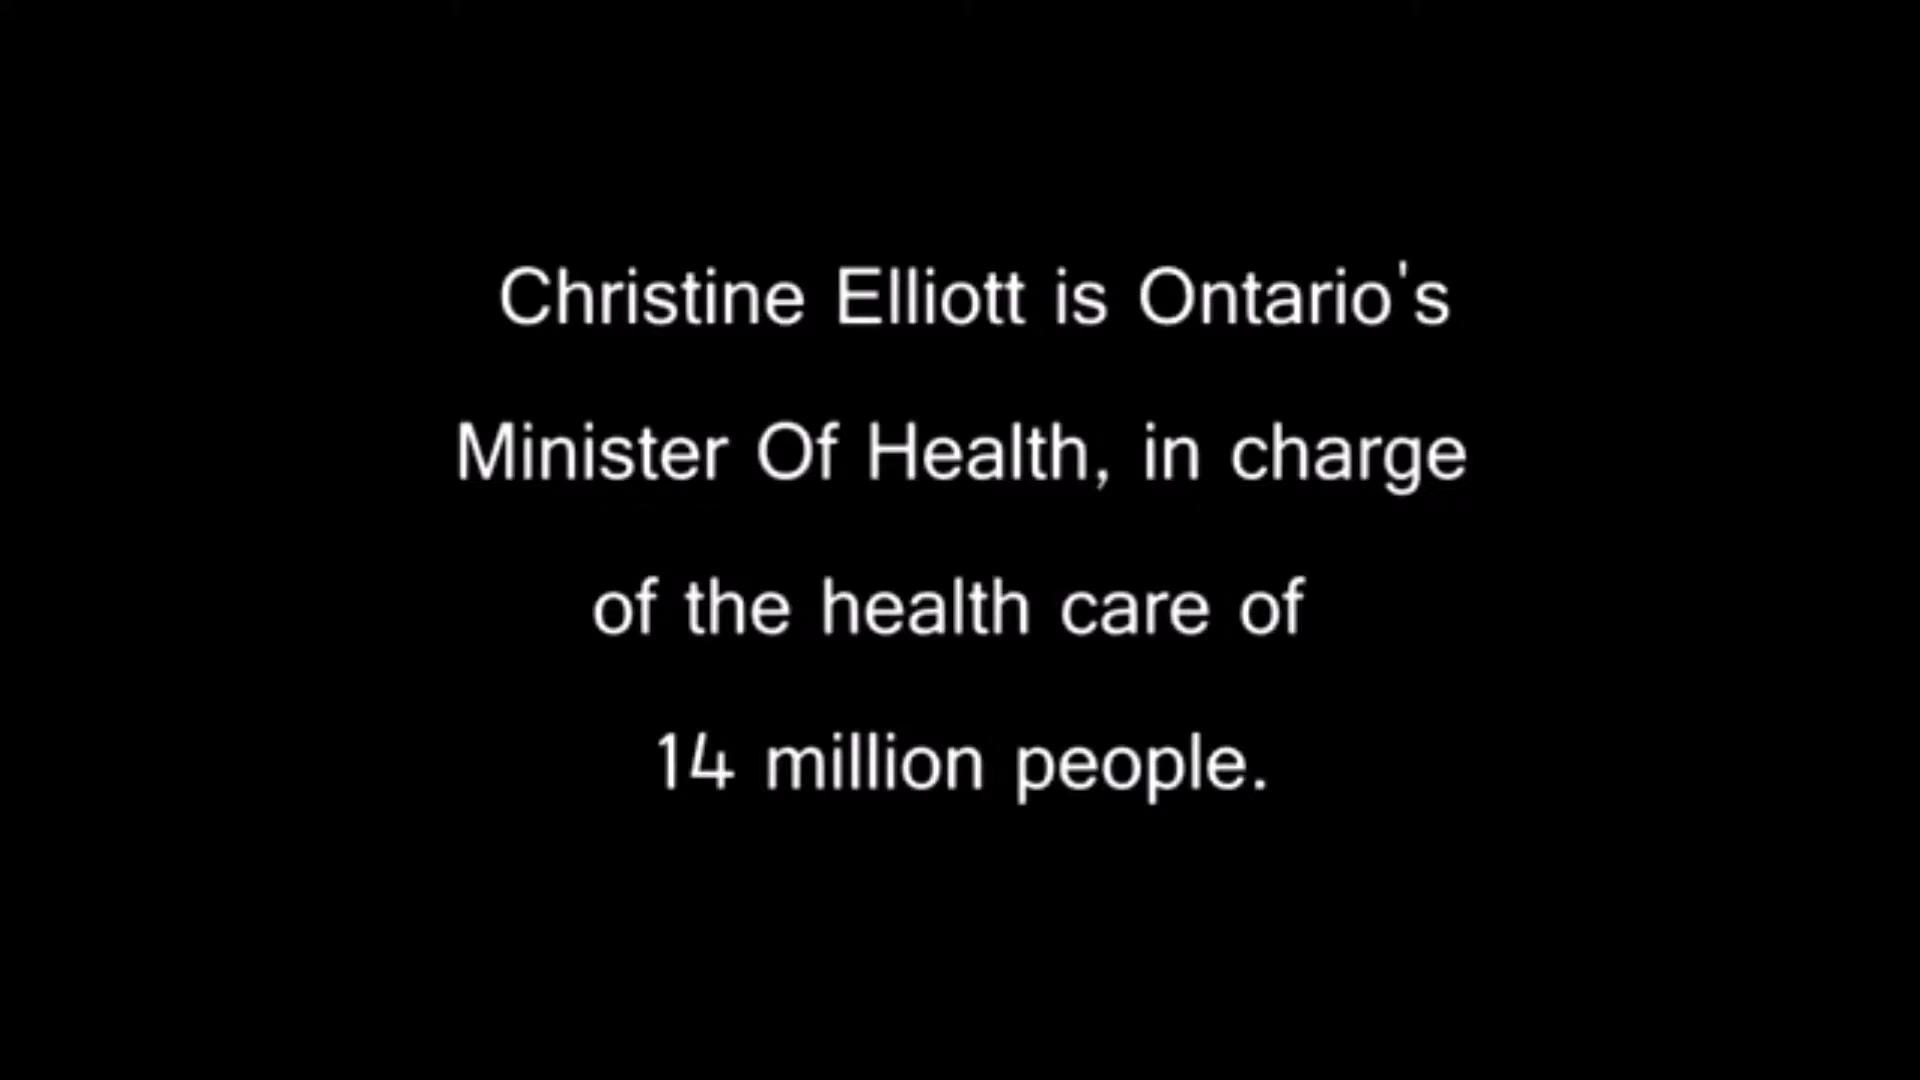 Christine Elliott is Ontario's
Minister Of Health, in charge
of the health care of
14 million people.